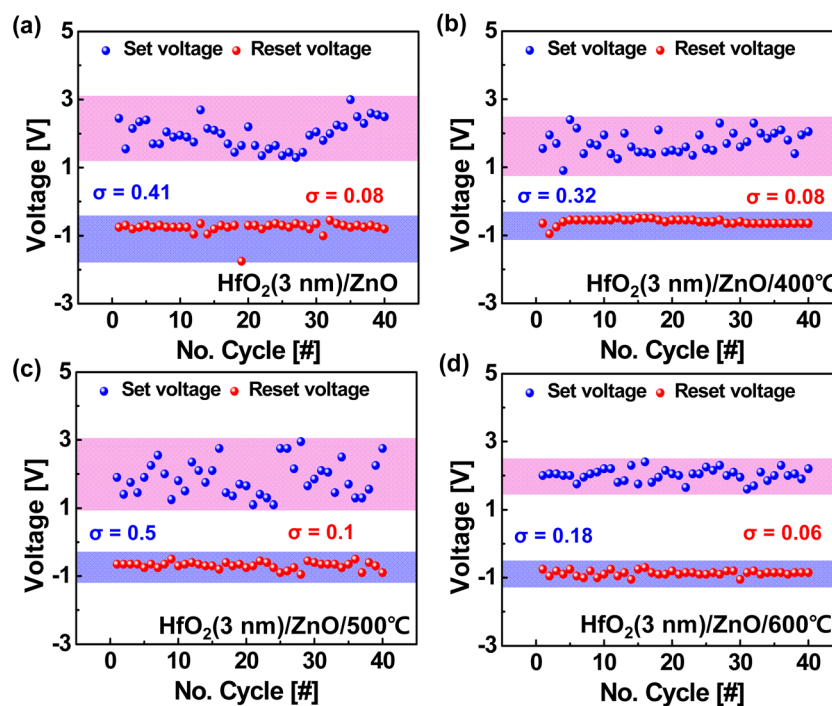 (a)
5
3
1
-1
-3
Voltage [V]
Set voltage Reset voltage
σ = 0.41
σ = 0.08
HfO₂(3 nm)/ZnO
0 10 20 30 40
No. Cycle [#]
(b)
5
3
1
-1
-3
Voltage [V]
Set voltage Reset voltage
σ = 0.32
σ = 0.08
HfO₂(3 nm)/ZnO/400℃
0 10 20 30 40
No. Cycle [#]
(c)
5
3
1
-1
-3
Voltage [V]
Set voltage Reset voltage
σ = 0.5
σ = 0.1
HfO₂(3 nm)/ZnO/500℃
0 10 20 30 40
No. Cycle [#]
(d)
5
3
1
-1
-3
Voltage [V]
Set voltage Reset voltage
σ = 0.18
σ = 0.06
HfO₂(3 nm)/ZnO/600℃
0 10 20 30 40
No. Cycle [#]